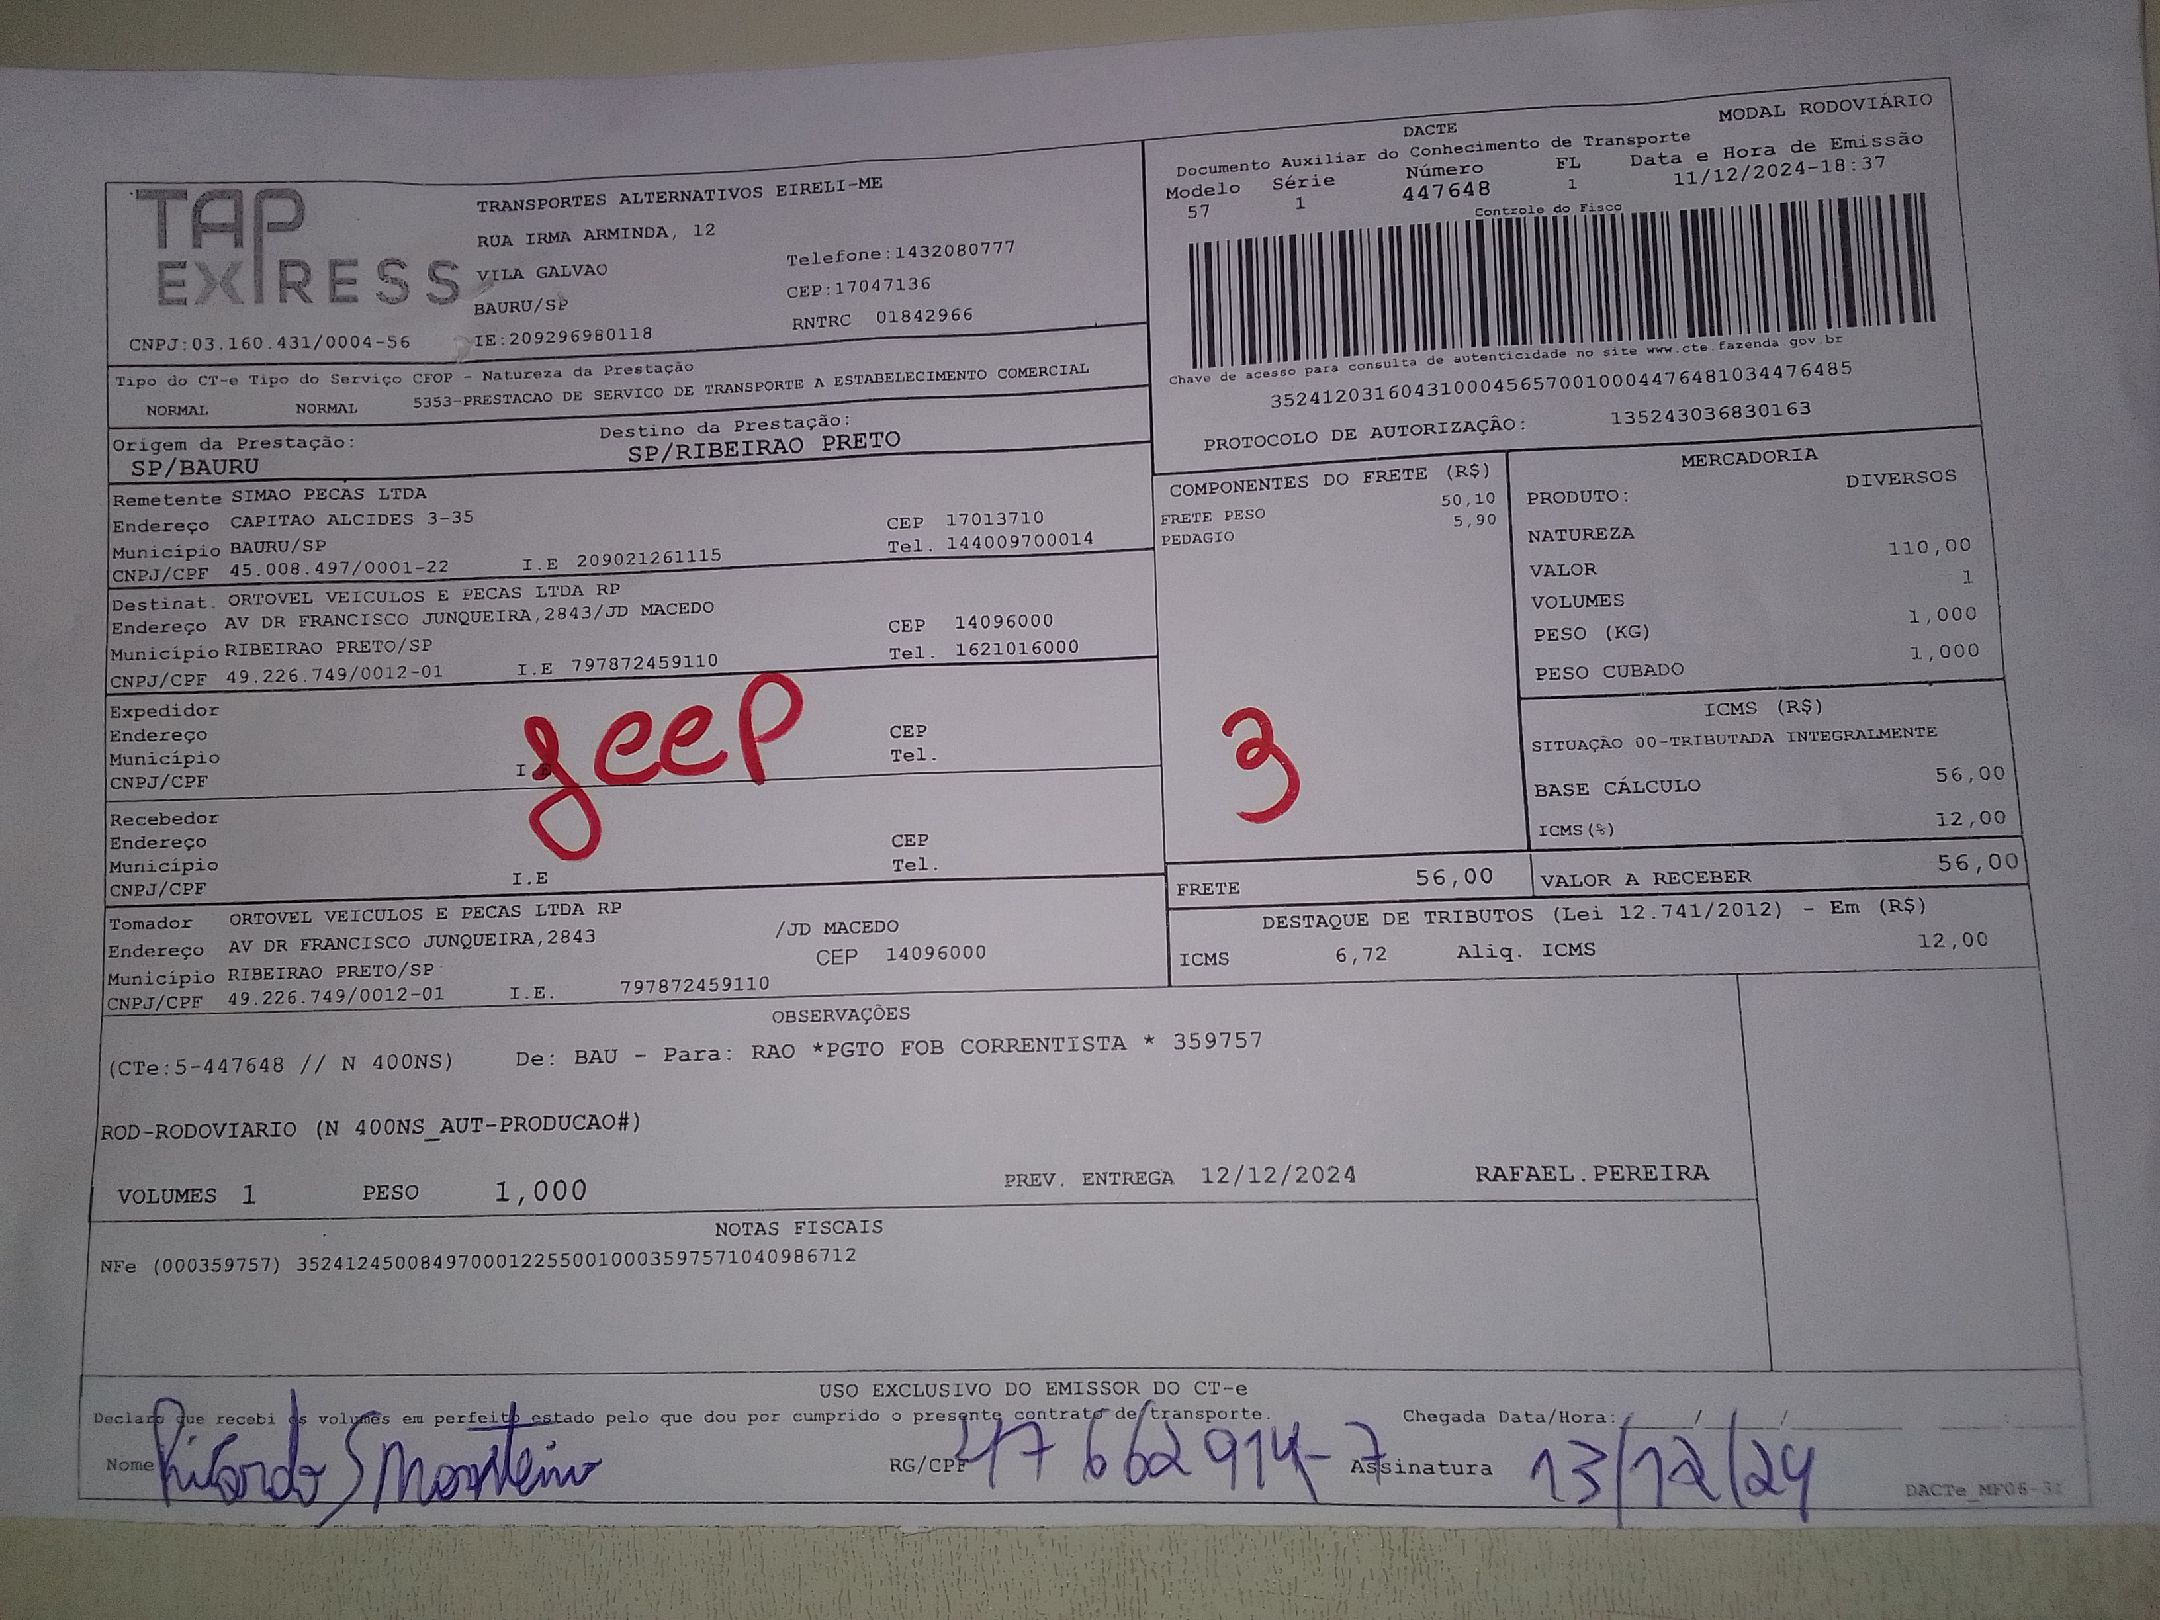 TAP
EXPRESS
CNPJ:03.160.431/0004-56
TRANSPORTES ALTERNATIVOS EIRELI-ME
RUA IRMA ARMINDA, 12
VILA GALVAO
Telefone:1432080777
BAURU/SP
CEP:17047136
IE:209296980118
RNTRC 01842966
MODAL RODOVIÁRIO
DACTE
Documento Auxiliar do Conhecimento de Transporte
Modelo Série Número FL Data e Hora de Emissão
57 1 447648 1 11/12/2024-18:37
Controle do Fisco
Chave de acesso para consulta de autenticidade no site www.cte.fazenda.gov.br
35241203160431000456570010004476481034476485
PROTOCOLO DE AUTORIZAÇÃO: 135243036830163
Tipo do CT-e Tipo do Serviço CFOP - Natureza da Prestação
NORMAL NORMAL 5353-PRESTACAO DE SERVICO DE TRANSPORTE A ESTABELECIMENTO COMERCIAL
Origem da Prestação: Destino da Prestação:
SP/BAURU SP/RIBEIRAO PRETO
Remetente SIMAO PECAS LTDA
Endereço CAPITAO ALCIDES 3-35 CEP 17013710
Município BAURU/SP Tel. 144009700014
CNPJ/CPF 45.008.497/0001-22 I.E 209021261115
Destinat. ORTOVEL VEICULOS E PECAS LTDA RP
Endereço AV DR FRANCISCO JUNQUEIRA,2843/JD MACEDO CEP 14096000
Município RIBEIRAO PRETO/SP Tel. 1621016000
CNPJ/CPF 49.226.749/0012-01 I.E 797872459110
Expedidor
Endereço CEP
Município Tel.
CNPJ/CPF I.E
Jeep
Recebedor
Endereço CEP
Município Tel.
CNPJ/CPF I.E
Tomador ORTOVEL VEICULOS E PECAS LTDA RP
Endereço AV DR FRANCISCO JUNQUEIRA,2843 /JD MACEDO
Município RIBEIRAO PRETO/SP CEP 14096000
CNPJ/CPF 49.226.749/0012-01 I.E. 797872459110
COMPONENTES DO FRETE (R$)
FRETE PESO 50,10
PEDAGIO 5,90
3
FRETE 56,00
MERCADORIA
PRODUTO: DIVERSOS
NATUREZA
VALOR 110,00
VOLUMES 1
PESO (KG) 1,000
PESO CUBADO 1,000
ICMS (R$)
SITUAÇÃO 00-TRIBUTADA INTEGRALMENTE
BASE CÁLCULO 56,00
ICMS(%) 12,00
VALOR A RECEBER 56,00
DESTAQUE DE TRIBUTOS (Lei 12.741/2012) - Em (R$)
ICMS 6,72 Aliq. ICMS 12,00
OBSERVAÇÕES
(CTe:5-447648 // N 400NS) De: BAU - Para: RAO *PGTO FOB CORRENTISTA * 359757
ROD-RODOVIARIO (N 400NS_AUT-PRODUCAO#)
VOLUMES 1 PESO 1,000 PREV. ENTREGA 12/12/2024 RAFAEL.PEREIRA
NOTAS FISCAIS
NFe (000359757) 35241245008497000122550010003597571040986712
USO EXCLUSIVO DO EMISSOR DO CT-e
Declaro que recebi os volumes em perfeito estado pelo que dou por cumprido o presente contrato de transporte. Chegada Data/Hora: / /
Nome Ricardo S Monteiro RG/CPF 47 662 914-7 Assinatura 13/12/24